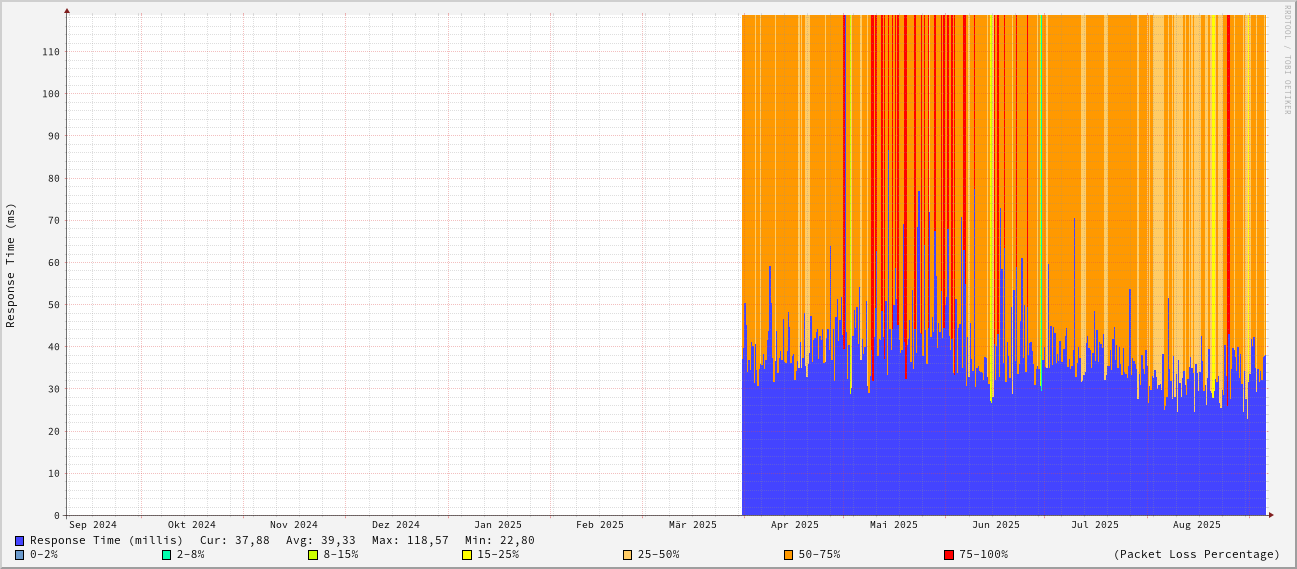 RRDTOOL / TOBI OETIKER
Response Time (ms)
110
100
90
80
70
60
50
40
30
20
10
0
Sep 2024 Okt 2024 Nov 2024 Dez 2024 Jan 2025 Feb 2025 Mär 2025 Apr 2025 Mai 2025 Jun 2025 Jul 2025 Aug 2025
Response Time (millis) Cur: 37,88 Avg: 39,33 Max: 118,57 Min: 22,80
0-2% 2-8% 8-15% 15-25% 25-50% 50-75% 75-100% (Packet Loss Percentage)